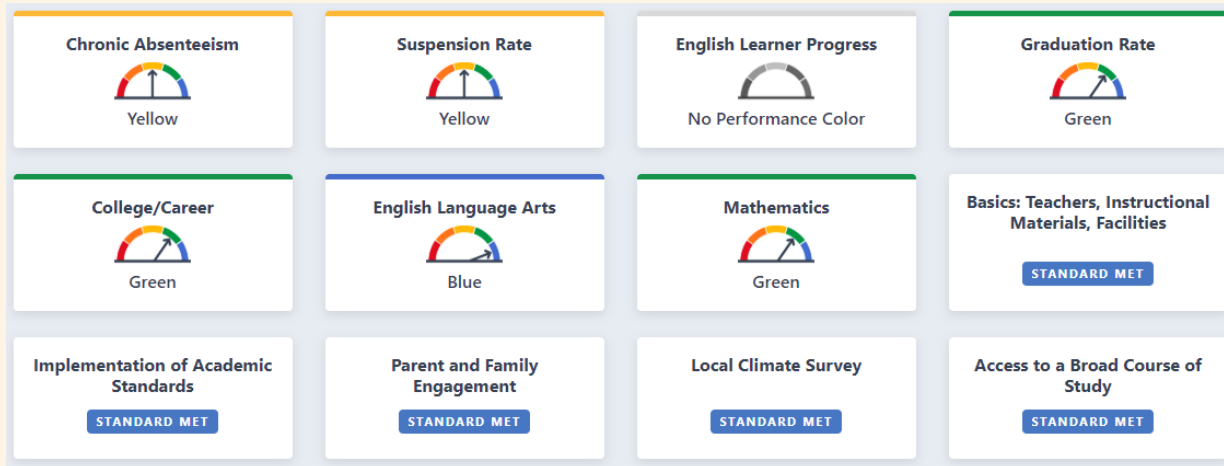 Chronic Absenteeism
Yellow
Suspension Rate
Yellow
English Learner Progress
No Performance Color
Graduation Rate
Green
College/Career
Green
English Language Arts
Blue
Mathematics
Green
Basics: Teachers, Instructional
Materials, Facilities
STANDARD MET
Implementation of Academic
Standards
STANDARD MET
Parent and Family
Engagement
STANDARD MET
Local Climate Survey
STANDARD MET
Access to a Broad Course of
Study
STANDARD MET